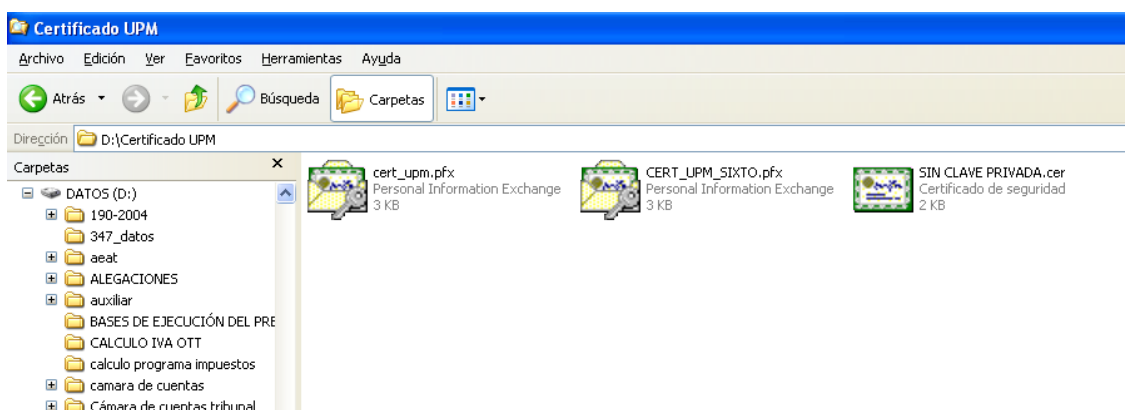 Certificado UPM
Archivo Edición Ver Favoritos Herramientas Ayuda
Atrás Búsqueda Carpetas
Dirección D:\Certificado UPM
Carpetas
DATOS (D:)
190-2004
347_datos
aeat
ALEGACIONES
auxiliar
BASES DE EJECUCIÓN DEL PRE
CALCULO IVA OTT
calculo programa impuestos
camara de cuentas
Cámara de cuentas tribunal
cert_upm.pfx
Personal Information Exchange
3 KB
CERT_UPM_SIXTO.pfx
Personal Information Exchange
3 KB
SIN CLAVE PRIVADA.cer
Certificado de seguridad
2 KB